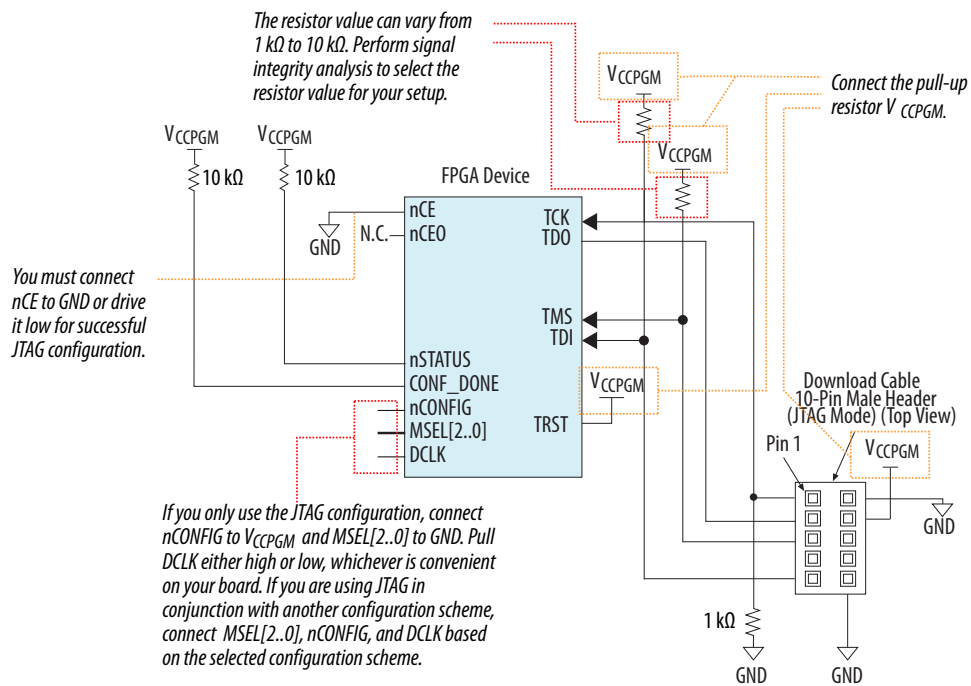 The resistor value can vary from
1 kΩ to 10 kΩ. Perform signal
integrity analysis to select the
resistor value for your setup.
VCCPGM
Connect the pull-up
resistor V CCPGM.
VCCPGM
VCCPGM
VCCPGM
10 kΩ
10 kΩ
FPGA Device
nCE
GND
N.C.
nCEO
TCK
TDO
You must connect
nCE to GND or drive
it low for successful
JTAG configuration.
TMS
TDI
nSTATUS
CONF_DONE
nCONFIG
MSEL[2..0]
DCLK
VCCPGM
TRST
Download Cable
10-Pin Male Header
(JTAG Mode) (Top View)
Pin 1
VCCPGM
GND
If you only use the JTAG configuration, connect
nCONFIG to VCCPGM and MSEL[2..0] to GND. Pull
DCLK either high or low, whichever is convenient
on your board. If you are using JTAG in
conjunction with another configuration scheme,
connect MSEL[2..0], nCONFIG, and DCLK based
on the selected configuration scheme.
1 kΩ
GND
GND